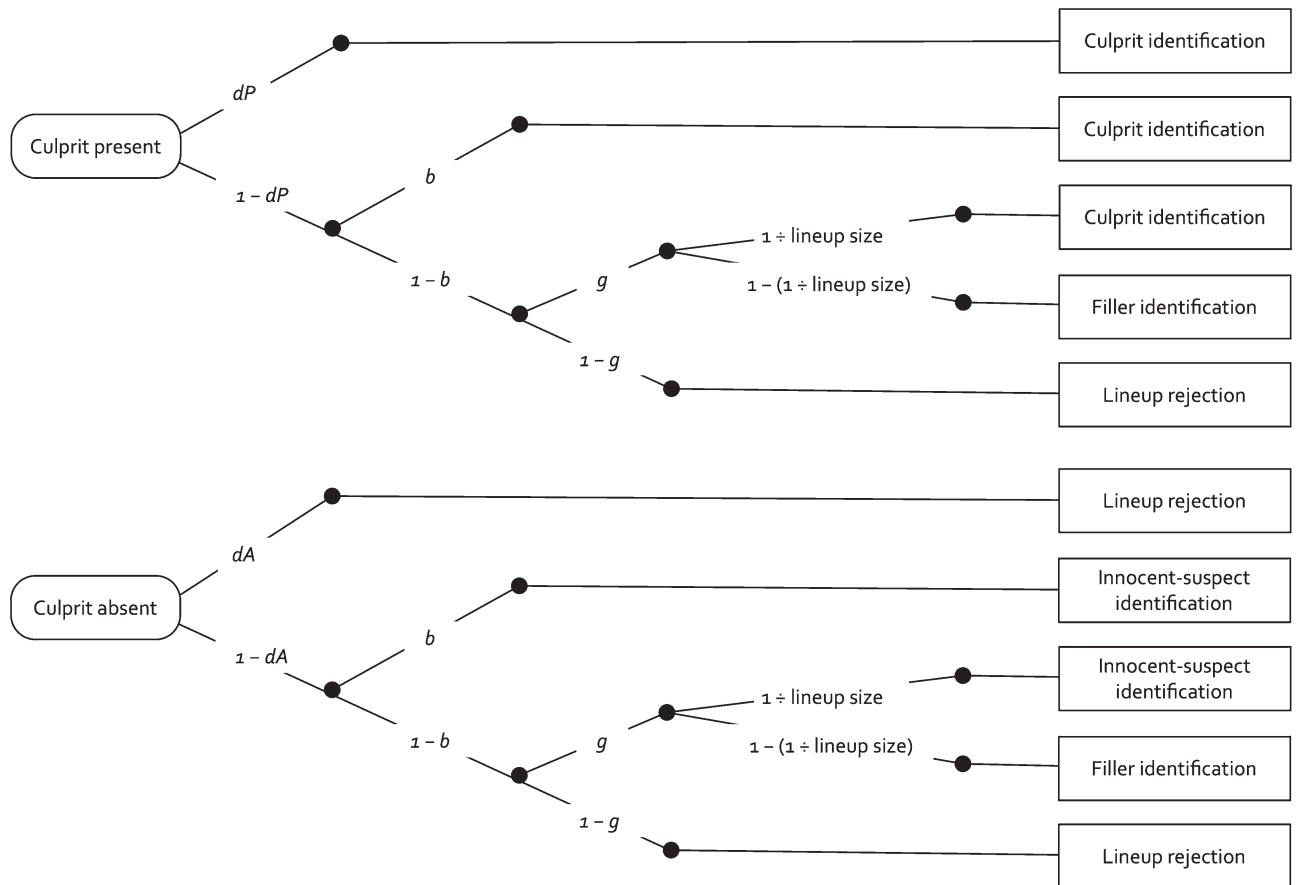 Culprit identification
dP
Culprit present
Culprit identification
b
1 – dP
Culprit identification
1 ÷ lineup size
1 – b
g
1 – (1 ÷ lineup size)
Filler identification
1 – g
Lineup rejection
Lineup rejection
dA
Culprit absent
Innocent-suspect
identification
b
1 – dA
Innocent-suspect
identification
1 ÷ lineup size
1 – b
g
1 – (1 ÷ lineup size)
Filler identification
1 – g
Lineup rejection